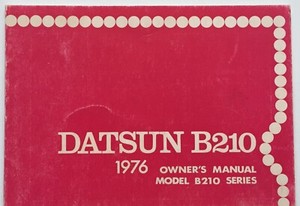 DATSUN B210
1976 OWNER'S MANUAL
MODEL B210 SERIES